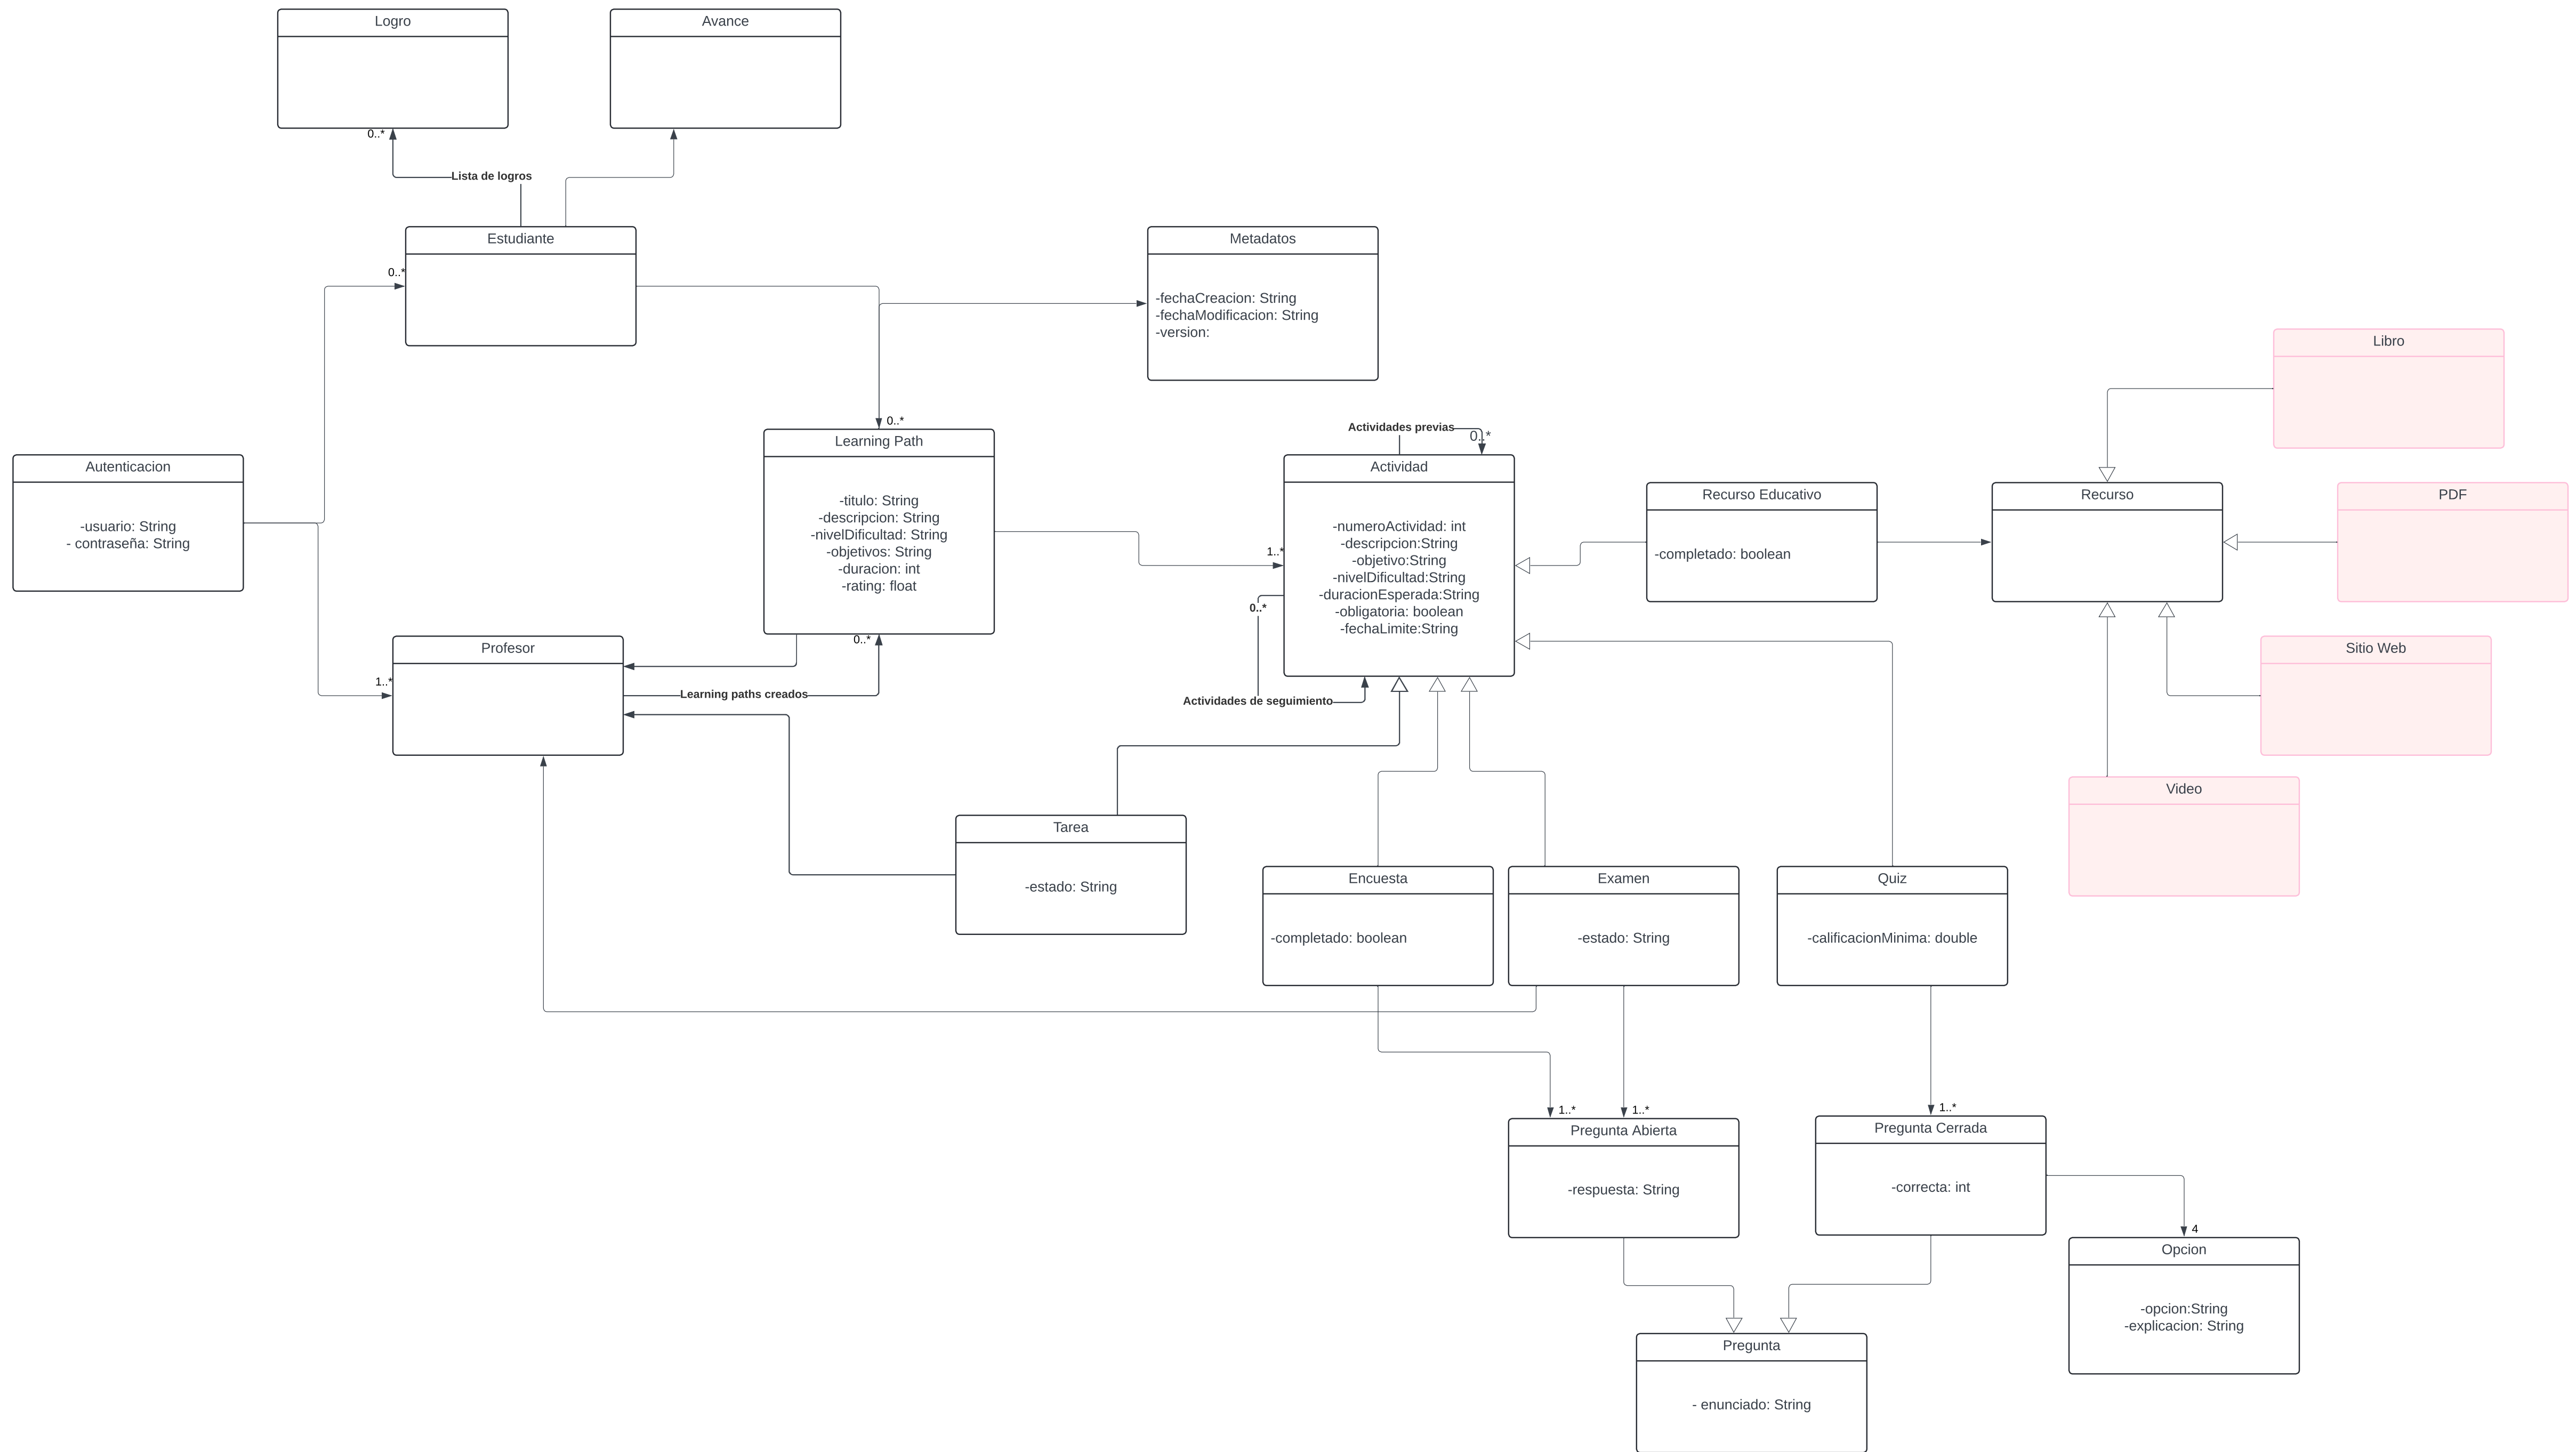 Logro
Avance
0..*
Lista de logros
Estudiante
0..*
Metadatos
-fechaCreacion: String
-fechaModificacion: String
-version:
Libro
0..*
Learning Path
-titulo: String
-descripcion: String
-nivelDificultad: String
-objetivos: String
-duracion: int
-rating: float
Actividades previas
0..*
Actividad
-numeroActividad: int
-descripcion:String
-objetivo:String
-nivelDificultad:String
-duracionEsperada:String
-obligatoria: boolean
-fechaLimite:String
1..*
0..*
Actividades de seguimiento
Autenticacion
-usuario: String
- contraseña: String
Recurso Educativo
-completado: boolean
Recurso
PDF
Sitio Web
Video
Profesor
1..*
0..*
Learning paths creados
Tarea
-estado: String
Encuesta
-completado: boolean
Examen
-estado: String
Quiz
-calificacionMinima: double
1..*
1..*
1..*
Pregunta Abierta
-respuesta: String
Pregunta Cerrada
-correcta: int
4
Opcion
-opcion:String
-explicacion: String
Pregunta
- enunciado: String